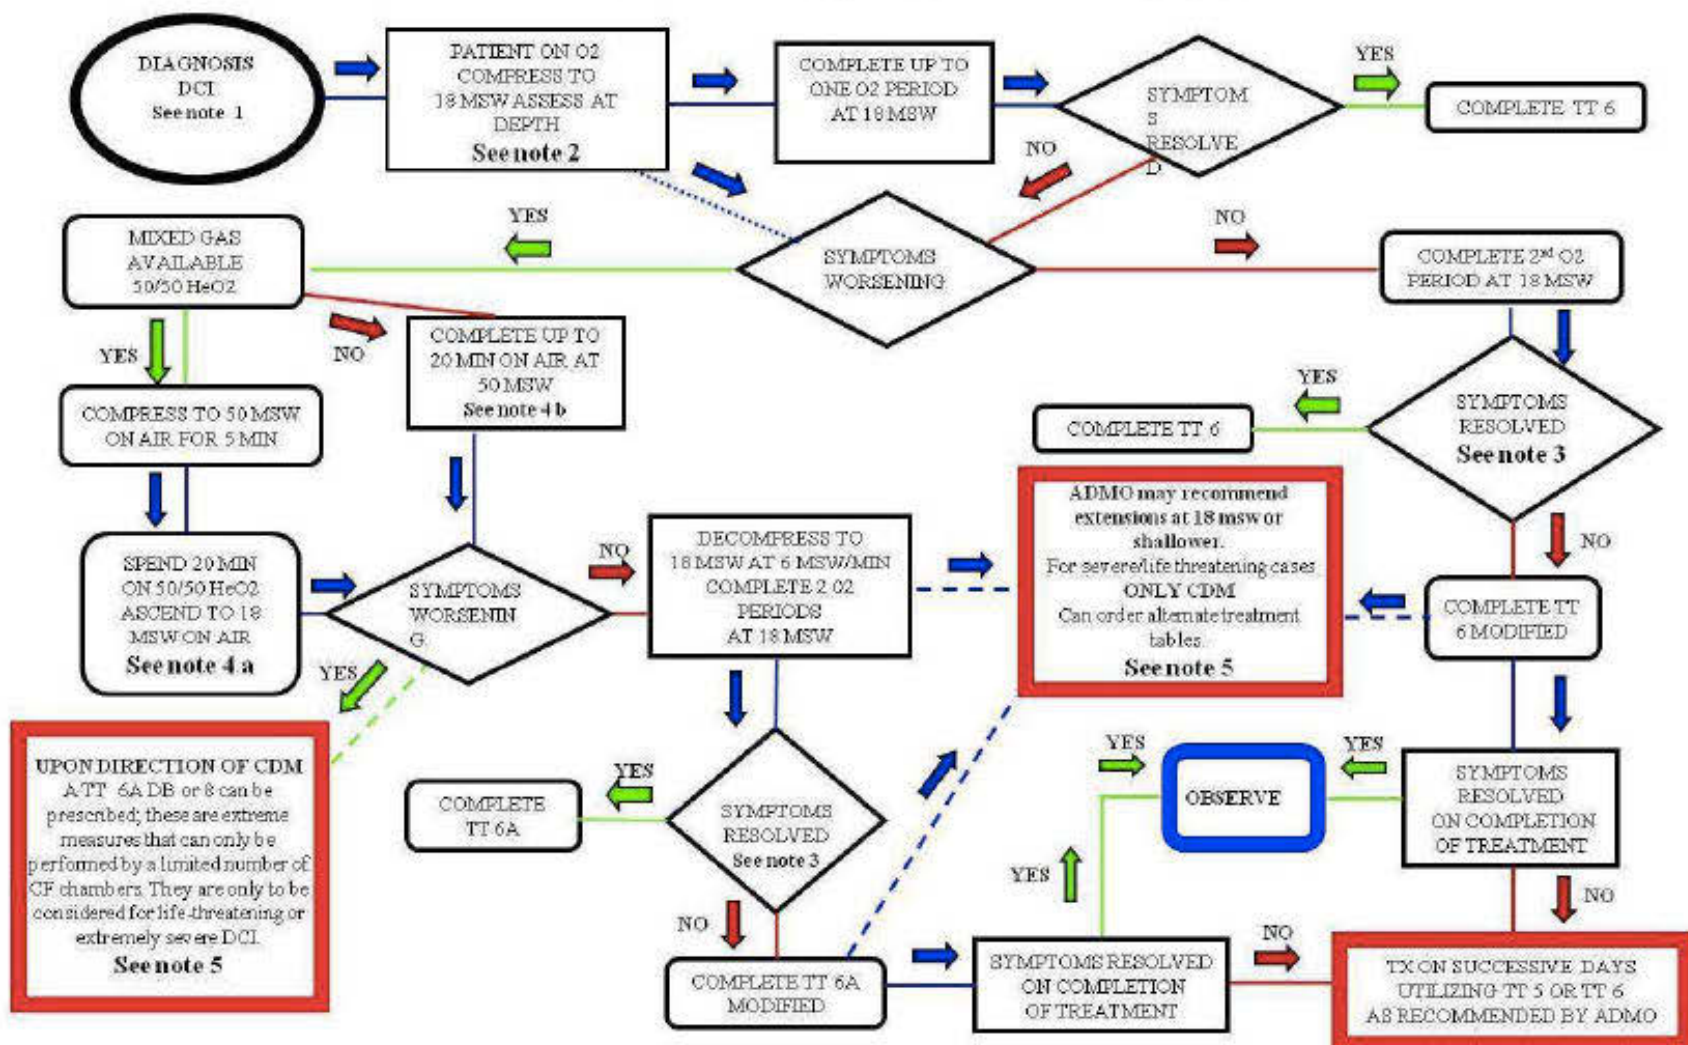 DIAGNOSIS
DCI
See note 1
PATIENT ON O2
COMPRESS TO
18 MSW ASSESS AT
DEPTH
See note 2
COMPLETE UP TO
ONE O2 PERIOD
AT 18 MSW
SYMPTOM
S
RESOLVE
D
YES
COMPLETE TT 6
NO
YES
NO
MIXED GAS
AVAILABLE
50/50 HeO2
SYMPTOMS
WORSENING
COMPLETE 2nd O2
PERIOD AT 18 MSW
YES
NO
COMPLETE UP TO
20 MIN ON AIR AT
50 MSW
See note 4b
COMPRESS TO 50 MSW
ON AIR FOR 5 MIN
YES
COMPLETE TT 6
SYMPTOMS
RESOLVED
See note 3
SPEND 20 MIN
ON 50/50 HeO2
ASCEND TO 18
MSW ON AIR
See note 4 a
SYMPTOMS
WORSENIN
G
NO
DECOMPRESS TO
18 MSW AT 6 MSW/MIN
COMPLETE 2 02
PERIODS
AT 18 MSW
ADMO may recommend
extensions at 18 msw or
shallower.
For severe/life threatening cases
ONLY CDM
Can order alternate treatment
tables.
See note 5
NO
COMPLETE TT
6 MODIFIED
YES
UPON DIRECTION OF CDM
A TT 6A DB or 8 can be
prescribed; these are extreme
measures that can only be
performed by a limited number of
CF chambers. They are only to be
considered for life-threatening or
extremely severe DCI.
See note 5
COMPLETE
TT 6A
YES
SYMPTOMS
RESOLVED
See note 3
YES
OBSERVE
YES
SYMPTOMS
RESOLVED
ON COMPLETION
OF TREATMENT
YES
NO
NO
COMPLETE TT 6A
MODIFIED
SYMPTOMS RESOLVED
ON COMPLETION
OF TREATMENT
NO
TX ON SUCCESSIVE DAYS
UTILIZING TT 5 OR TT 6
AS RECOMMENDED BY ADMO